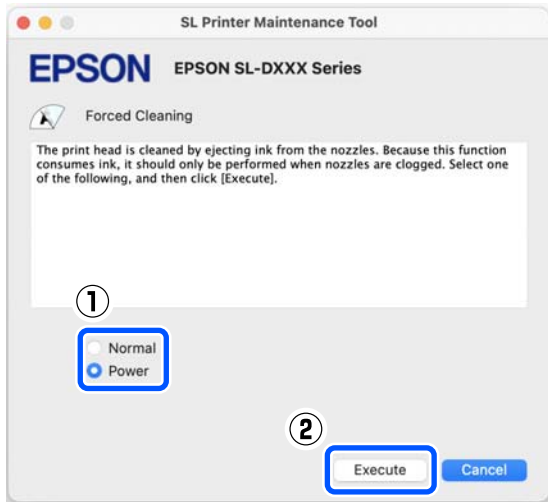 SL Printer Maintenance Tool
EPSON EPSON SL-DXXX Series
Forced Cleaning
The print head is cleaned by ejecting ink from the nozzles. Because this function
consumes ink, it should only be performed when nozzles are clogged. Select one
of the following, and then click [Execute].
①
Normal
Power
②
Execute Cancel